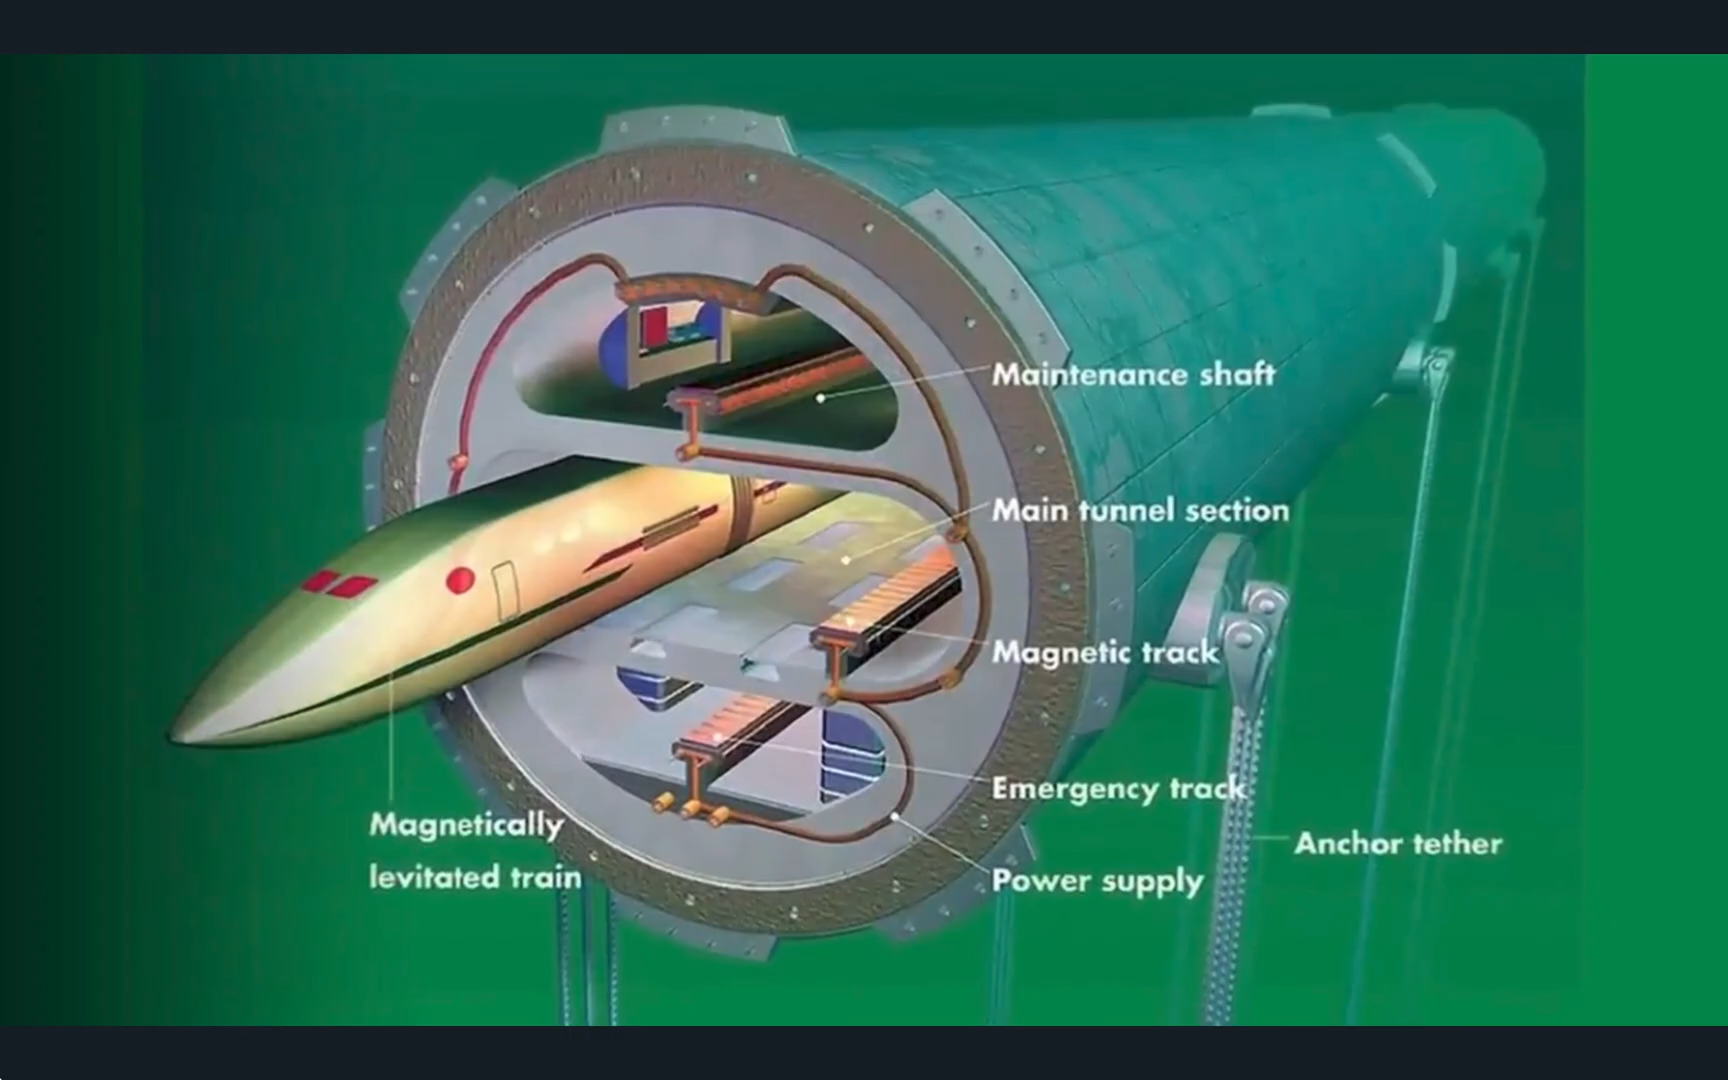 Maintenance shaft
Main tunnel section
Magnetic track
Emergency track
Magnetically
levitated train
Anchor tether
Power supply